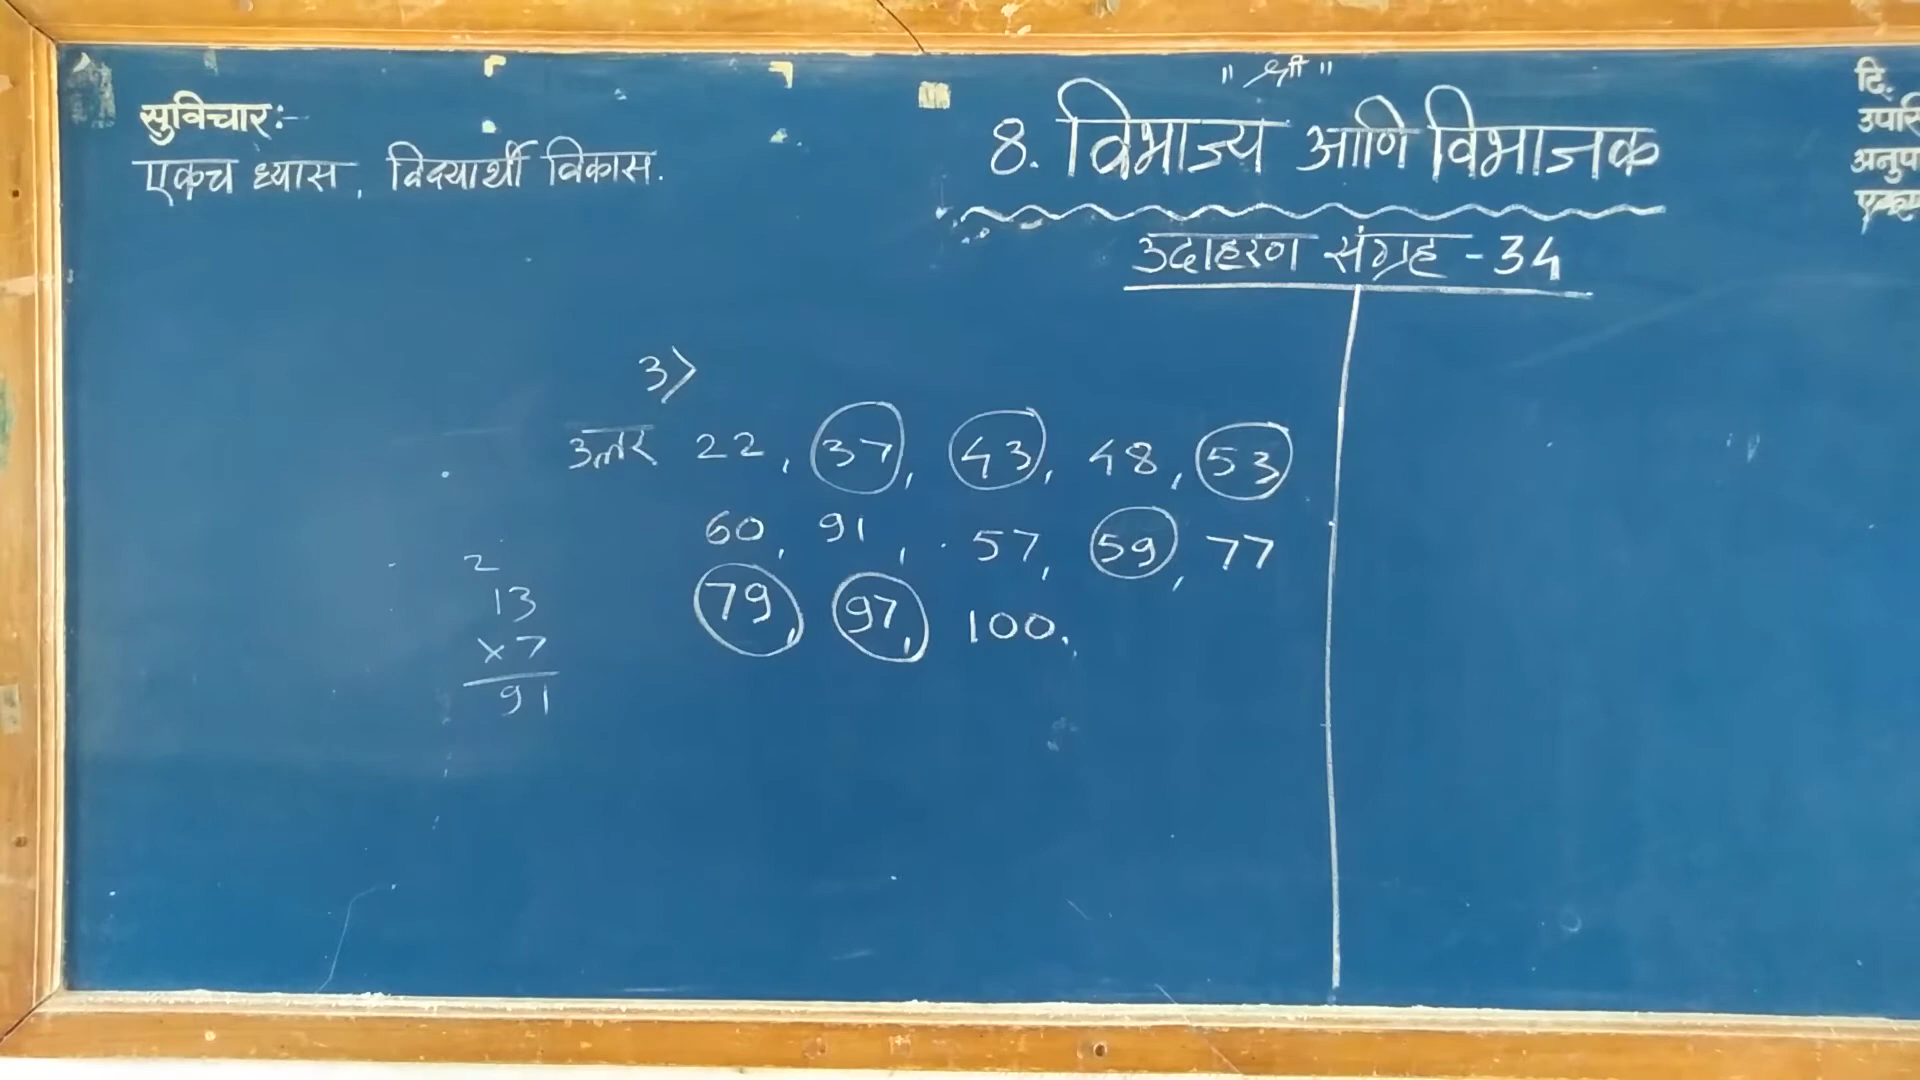 ॥ श्री ॥
सुविचार:-
एकच ध्यास, विद्यार्थी विकास.
8. विभाज्य आणि विभाजक
उदाहरण संग्रह - 34
3>
उत्तर 22, 37, 43, 48, 53
60, 91, 57, 59, 77
79, 97, 100.
2
13
×7
91
दि.